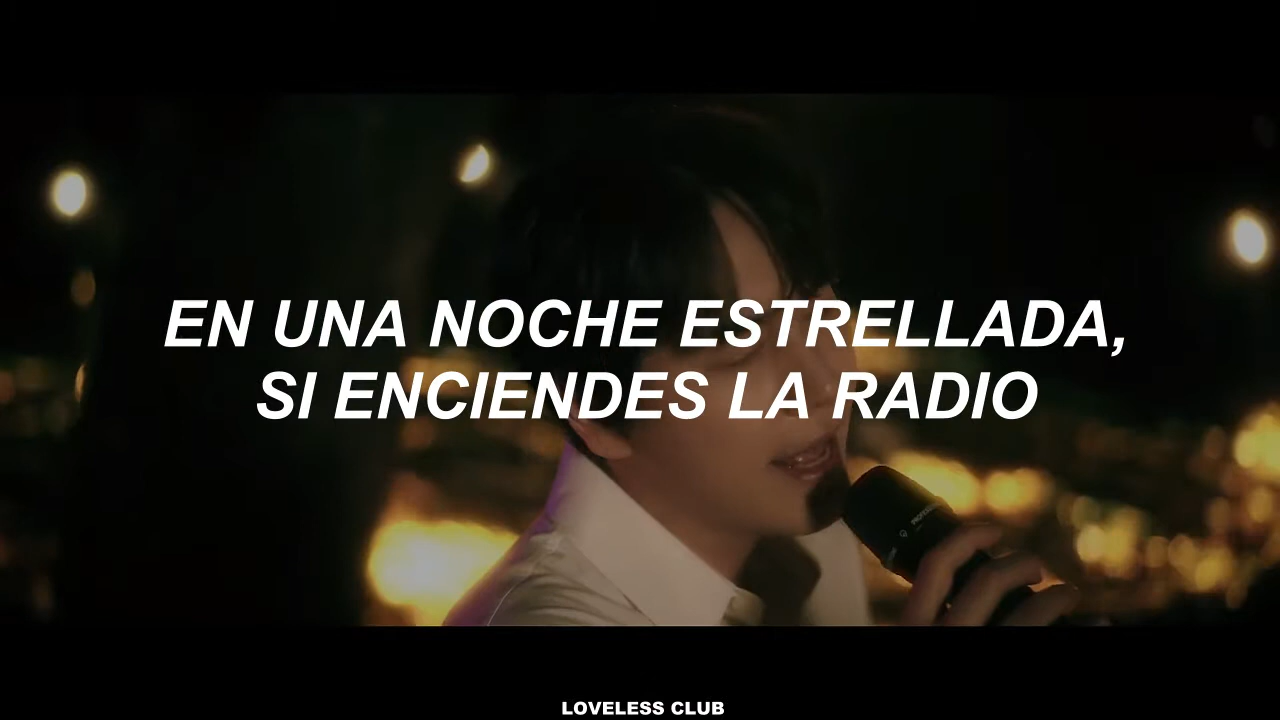 EN UNA NOCHE ESTRELLADA,
SI ENCIENDES LA RADIO
LOVELESS CLUB